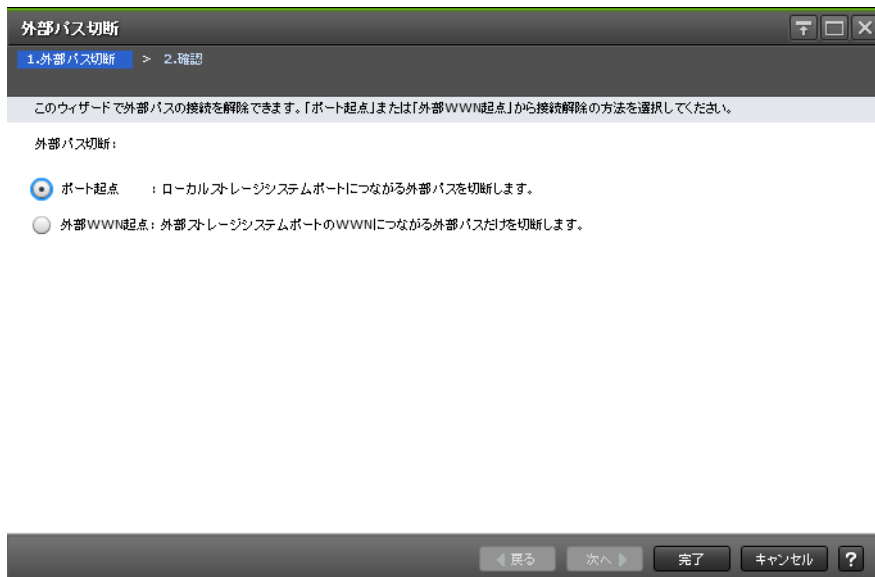 外部パス切断
1.外部パス切断 > 2.確認
このウィザードで外部パスの接続を解除できます。「ポート起点」または「外部WWN起点」から接続解除の方法を選択してください。
外部パス切断:
ポート起点 : ローカルストレージシステムポートにつながる外部パスを切断します。
外部WWN起点: 外部ストレージシステムポートのWWNにつながる外部パスだけを切断します。
戻る 次へ 完了 キャンセル ?